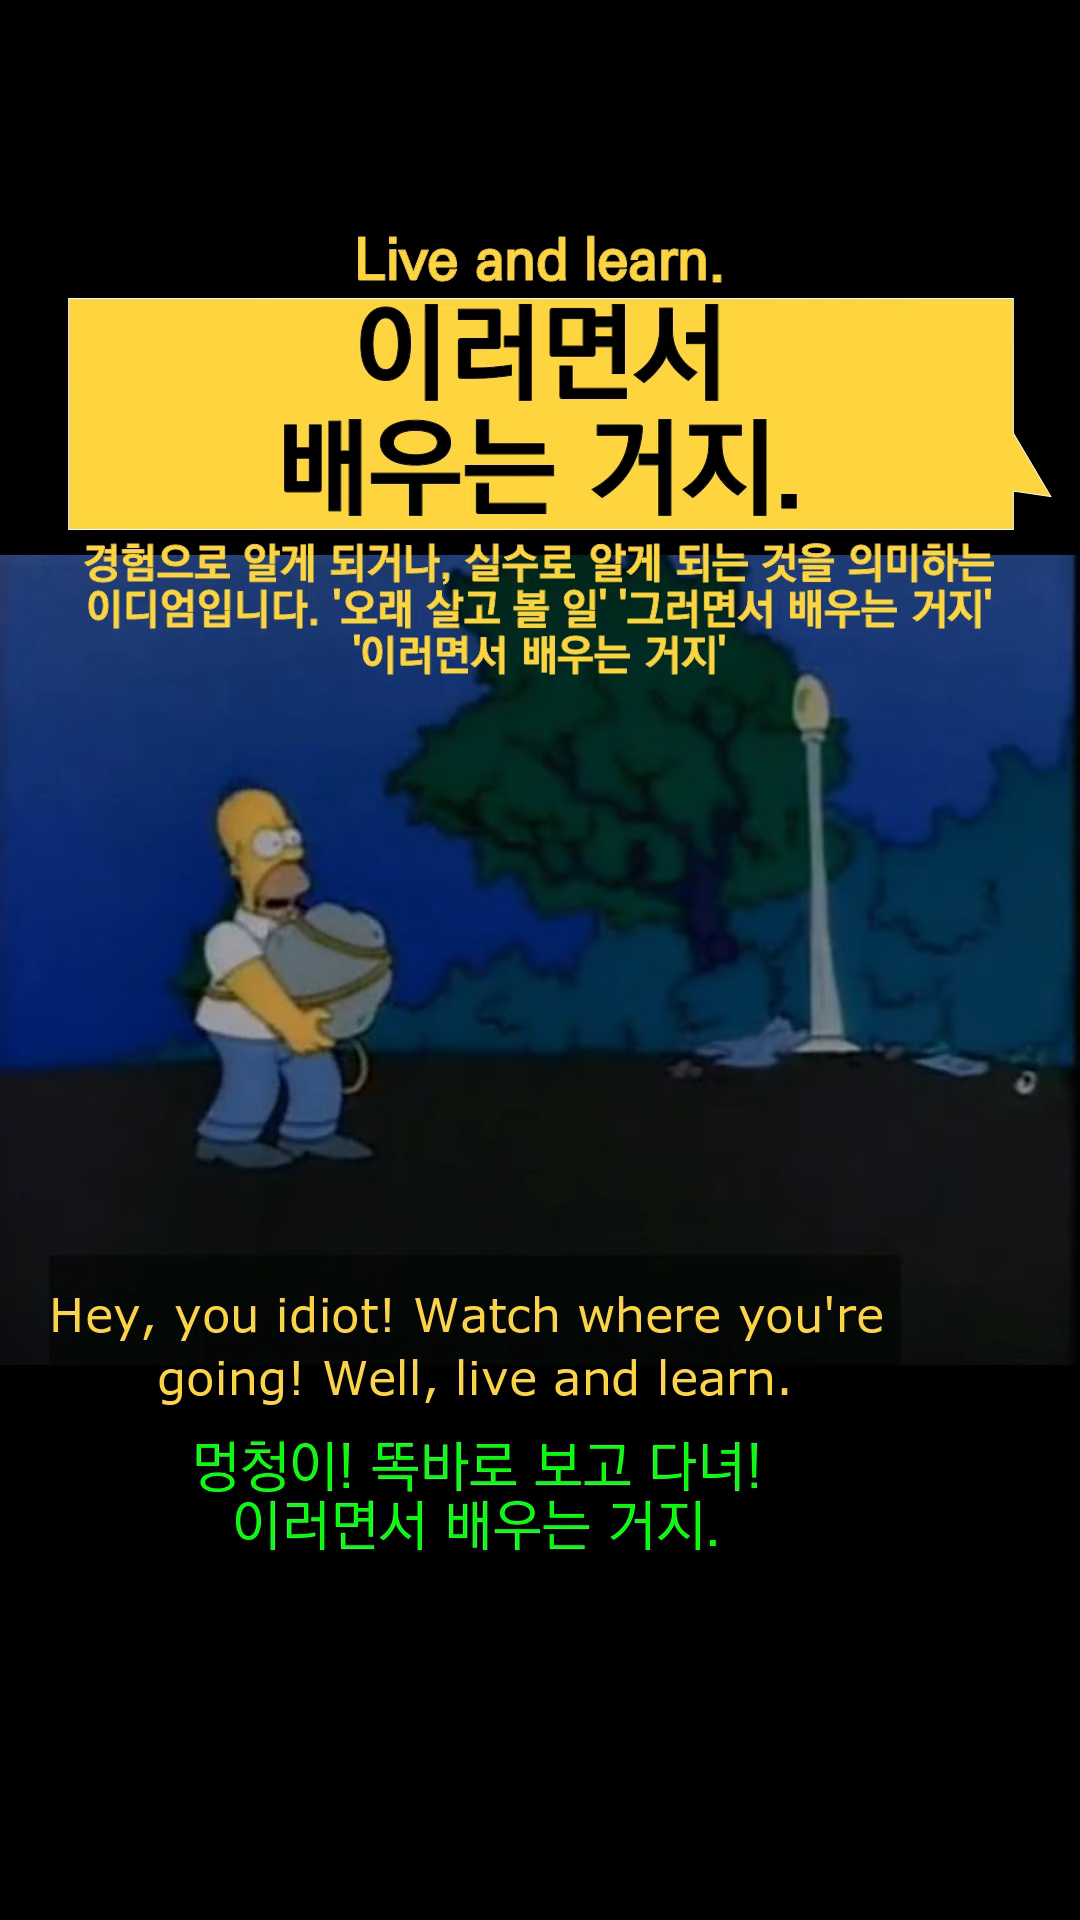 Live and learn.
이러면서
배우는 거지.
경험으로 알게 되거나, 실수로 알게 되는 것을 의미하는
이디엄입니다. '오래 살고 볼 일' '그러면서 배우는 거지'
'이러면서 배우는 거지'
Hey, you idiot! Watch where you're
going! Well, live and learn.
멍청이! 똑바로 보고 다녀!
이러면서 배우는 거지.